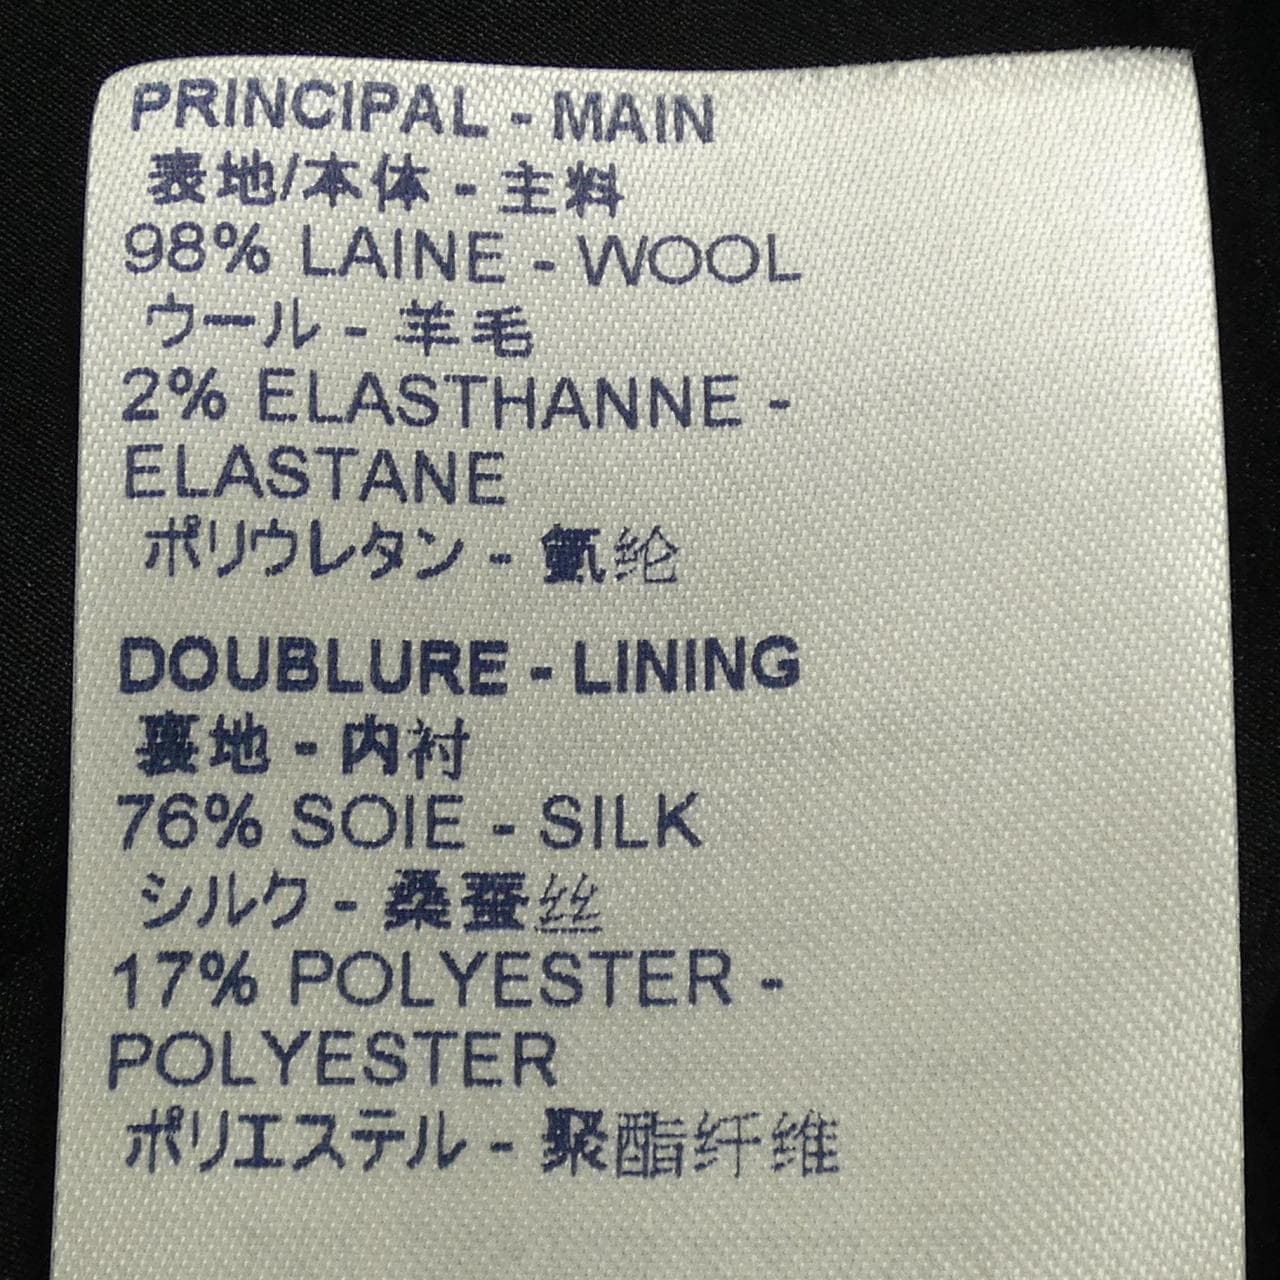 PRINCIPAL - MAIN
表地/本体 - 主料
98% LAINE - WOOL
ウール - 羊毛
2% ELASTHANNE -
ELASTANE
ポリウレタン - 氨纶
DOUBLURE - LINING
裏地 - 内衬
76% SOIE - SILK
シルク - 桑蚕丝
17% POLYESTER -
POLYESTER
ポリエステル - 聚酯纤维